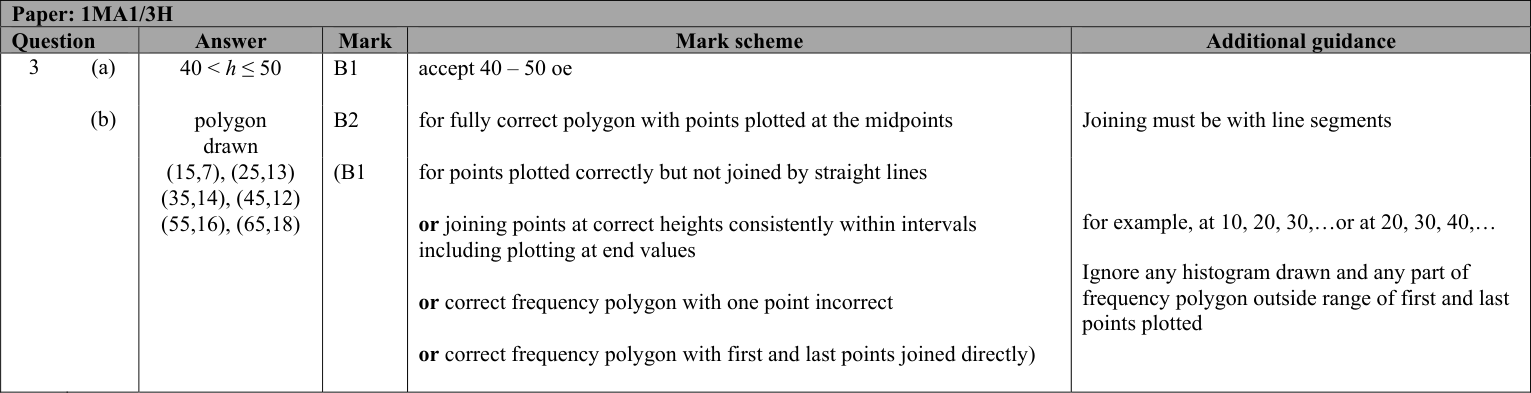 Paper: 1MA1/3H
Question Answer Mark Mark scheme Additional guidance
3 (a) 40 < h ≤ 50 B1 accept 40 – 50 oe
(b) polygon B2 for fully correct polygon with points plotted at the midpoints Joining must be with line segments
drawn
(15,7), (25,13) (B1 for points plotted correctly but not joined by straight lines
(35,14), (45,12)
(55,16), (65,18) or joining points at correct heights consistently within intervals for example, at 10, 20, 30,…or at 20, 30, 40,…
including plotting at end values
Ignore any histogram drawn and any part of
or correct frequency polygon with one point incorrect frequency polygon outside range of first and last
points plotted
or correct frequency polygon with first and last points joined directly)